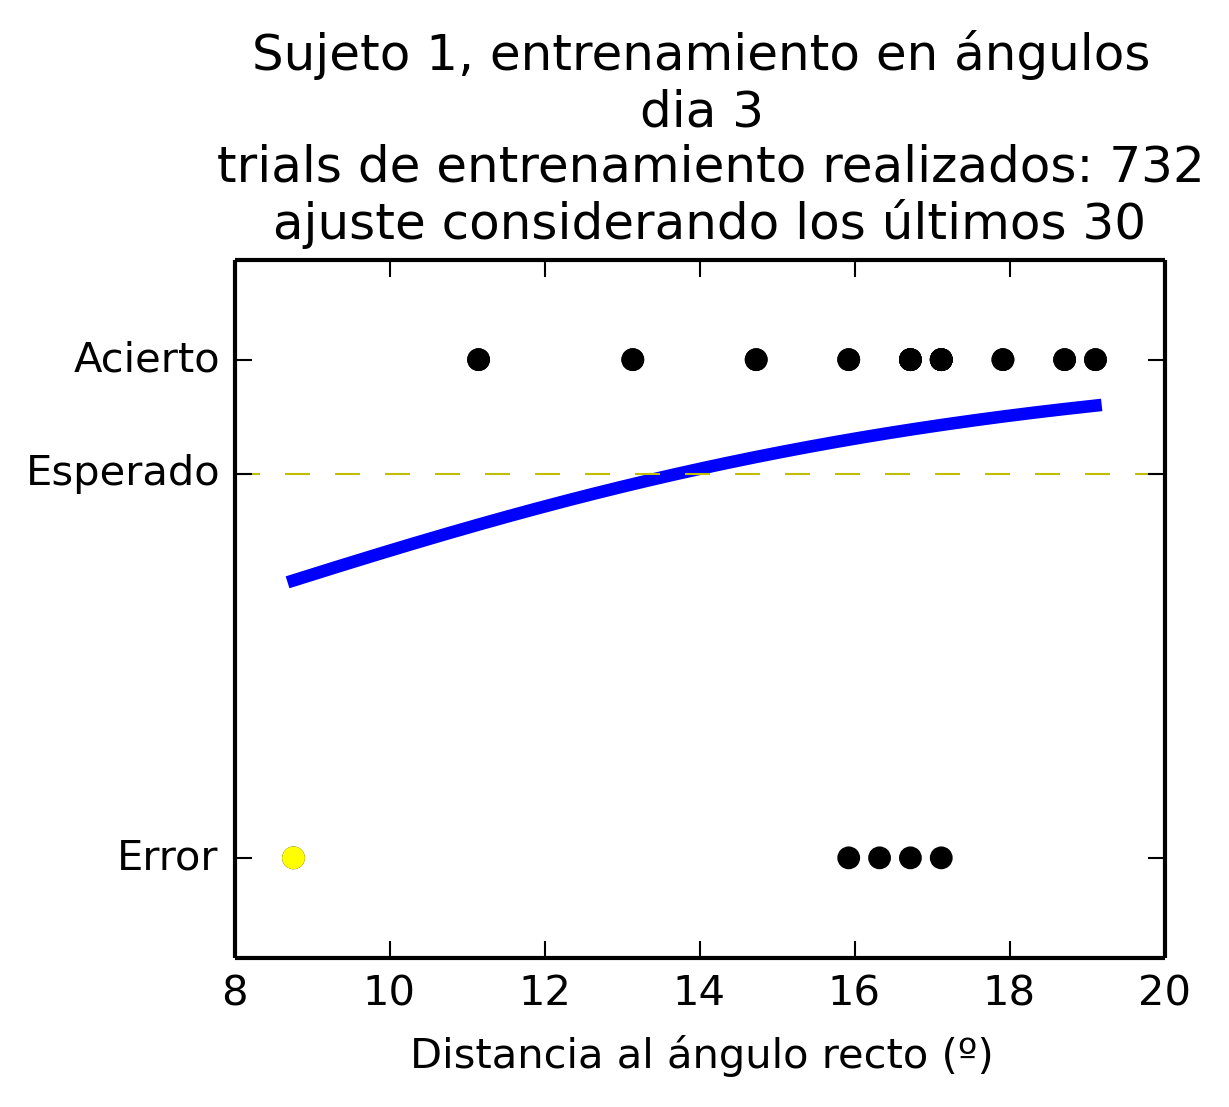 Sujeto 1, entrenamiento en ángulos
dia 3
trials de entrenamiento realizados: 732
ajuste considerando los últimos 30
Acierto
Esperado
Error
8 10 12 14 16 18 20
Distancia al ángulo recto (º)